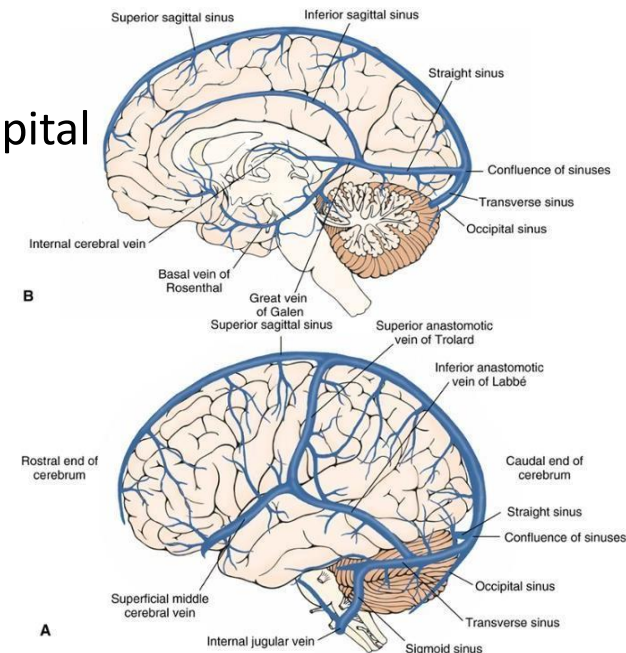 Superior sagittal sinus
Inferior sagittal sinus
Straight sinus
pital
Confluence of sinuses
Transverse sinus
Occipital sinus
Internal cerebral vein
Basal vein of
Rosenthal
B
Great vein
of Galen
Superior sagittal sinus
Superior anastomotic
vein of Trolard
Inferior anastomotic
vein of Labbé
Rostral end of
cerebrum
Caudal end of
cerebrum
Straight sinus
Confluence of sinuses
Occipital sinus
Superficial middle
cerebral vein
Transverse sinus
A
Internal jugular vein
Sigmoid sinus